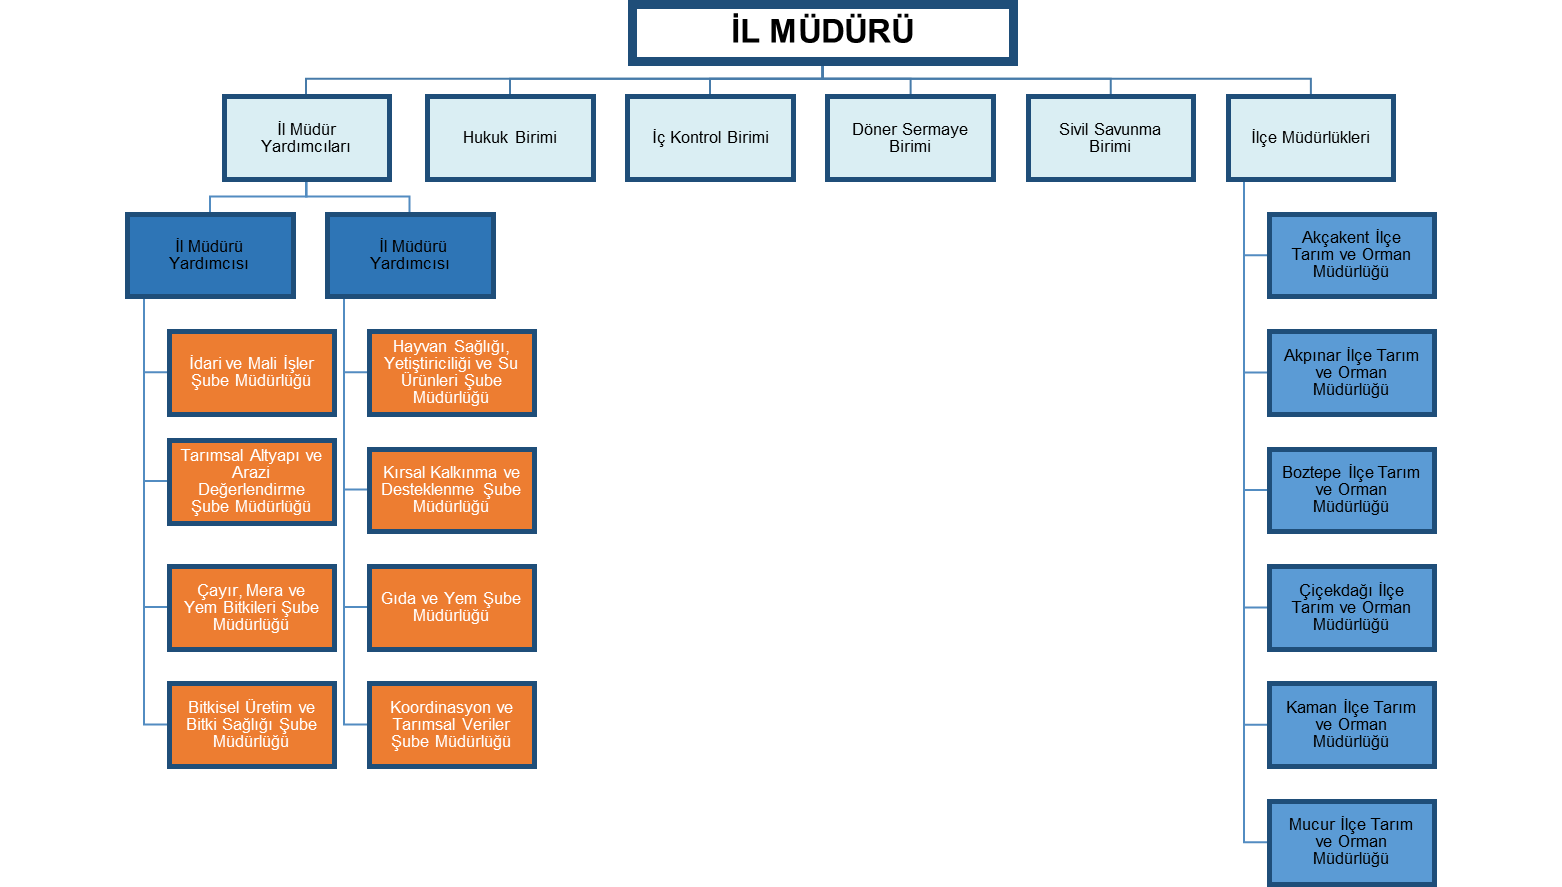 İL MÜDÜRÜ
İl Müdür
Yardımcıları
Hukuk Birimi
İç Kontrol Birimi
Döner Sermaye
Birimi
Sivil Savunma
Birimi
İlçe Müdürlükleri
İl Müdürü
Yardımcısı
İl Müdürü
Yardımcısı
İdari ve Mali İşler
Şube Müdürlüğü
Tarımsal Altyapı ve
Arazi
Değerlendirme
Şube Müdürlüğü
Çayır, Mera ve
Yem Bitkileri Şube
Müdürlüğü
Bitkisel Üretim ve
Bitki Sağlığı Şube
Müdürlüğü
Hayvan Sağlığı,
Yetiştiriciliği ve Su
Ürünleri Şube
Müdürlüğü
Kırsal Kalkınma ve
Desteklenme Şube
Müdürlüğü
Gıda ve Yem Şube
Müdürlüğü
Koordinasyon ve
Tarımsal Veriler
Şube Müdürlüğü
Akçakent İlçe
Tarım ve Orman
Müdürlüğü
Akpınar İlçe Tarım
ve Orman
Müdürlüğü
Boztepe İlçe Tarım
ve Orman
Müdürlüğü
Çiçekdağı İlçe
Tarım ve Orman
Müdürlüğü
Kaman İlçe Tarım
ve Orman
Müdürlüğü
Mucur İlçe Tarım
ve Orman
Müdürlüğü